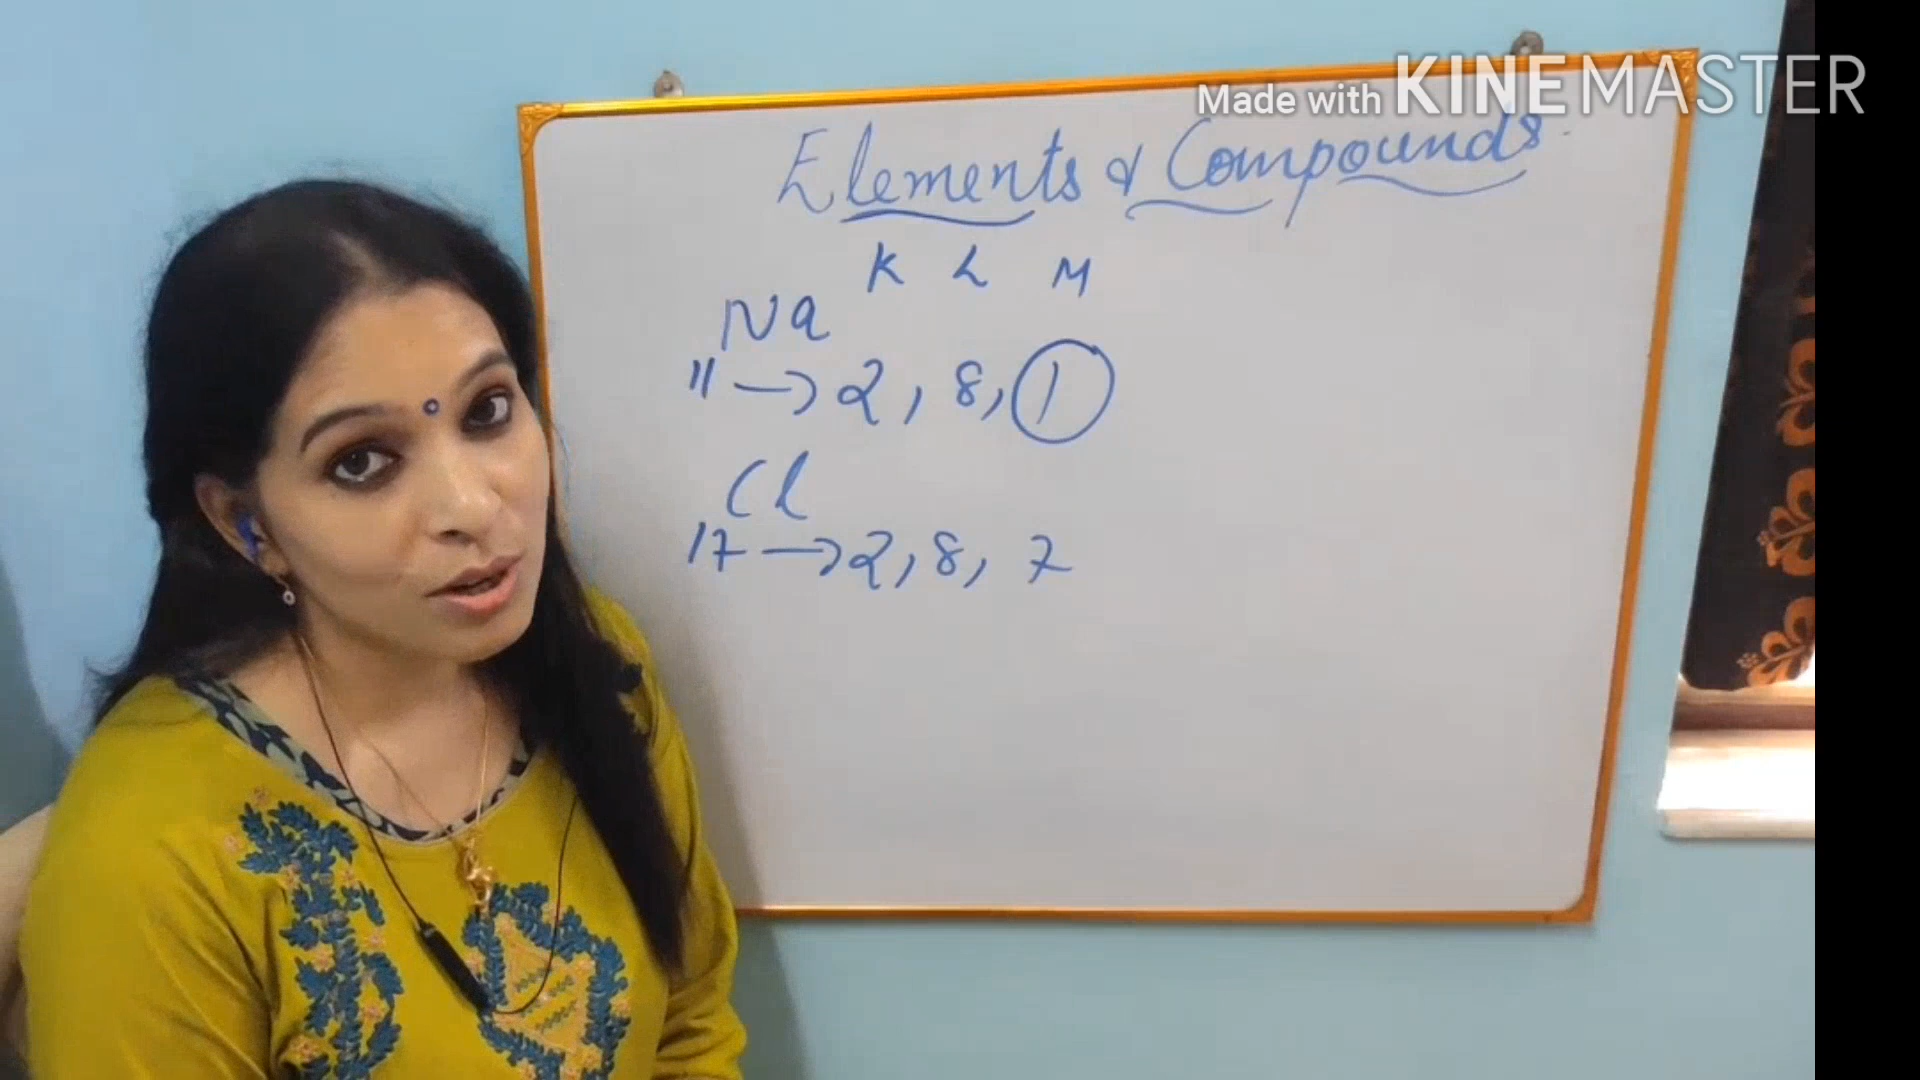 Made with KINEMASTER
Elements & Compounds
K L M
Na
11 → 2, 8, 1
Cl
17 → 2, 8, 7